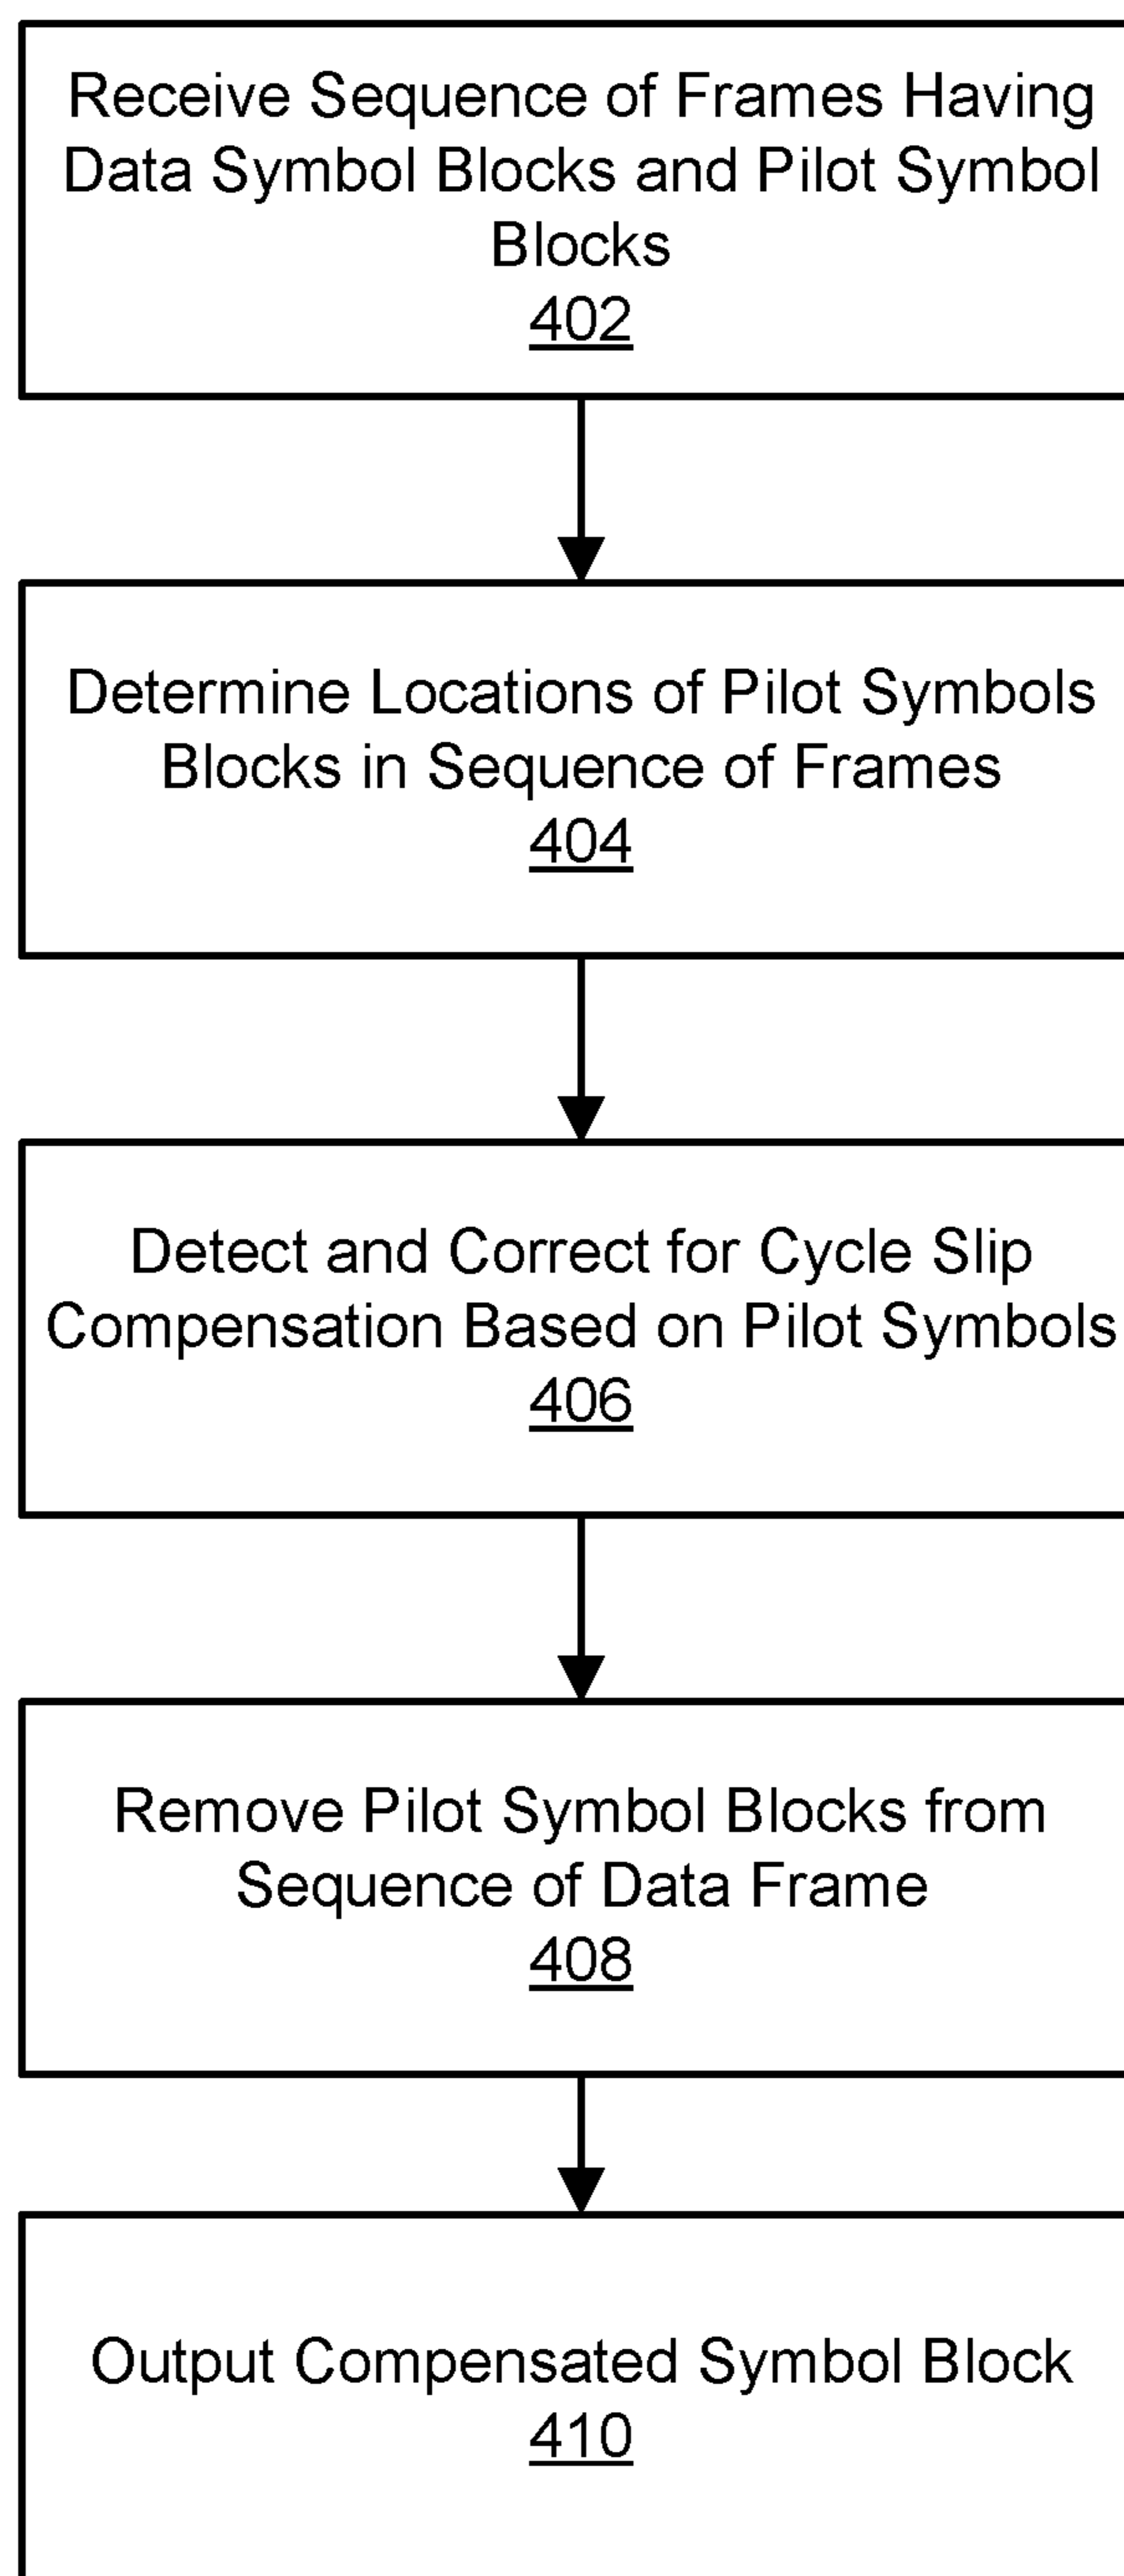 Receive Sequence of Frames Having
Data Symbol Blocks and Pilot Symbol
Blocks
402
Determine Locations of Pilot Symbols
Blocks in Sequence of Frames
404
Detect and Correct for Cycle Slip
Compensation Based on Pilot Symbols
406
Remove Pilot Symbol Blocks from
Sequence of Data Frame
408
Output Compensated Symbol Block
410